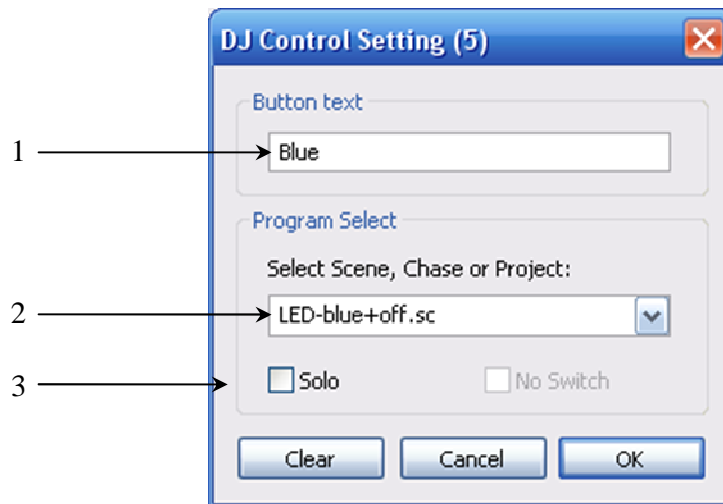 DJ Control Setting (5)
Button text
1 Blue
Program Select
Select Scene, Chase or Project:
2 LED-blue+off.sc
3 Solo No Switch
Clear Cancel OK